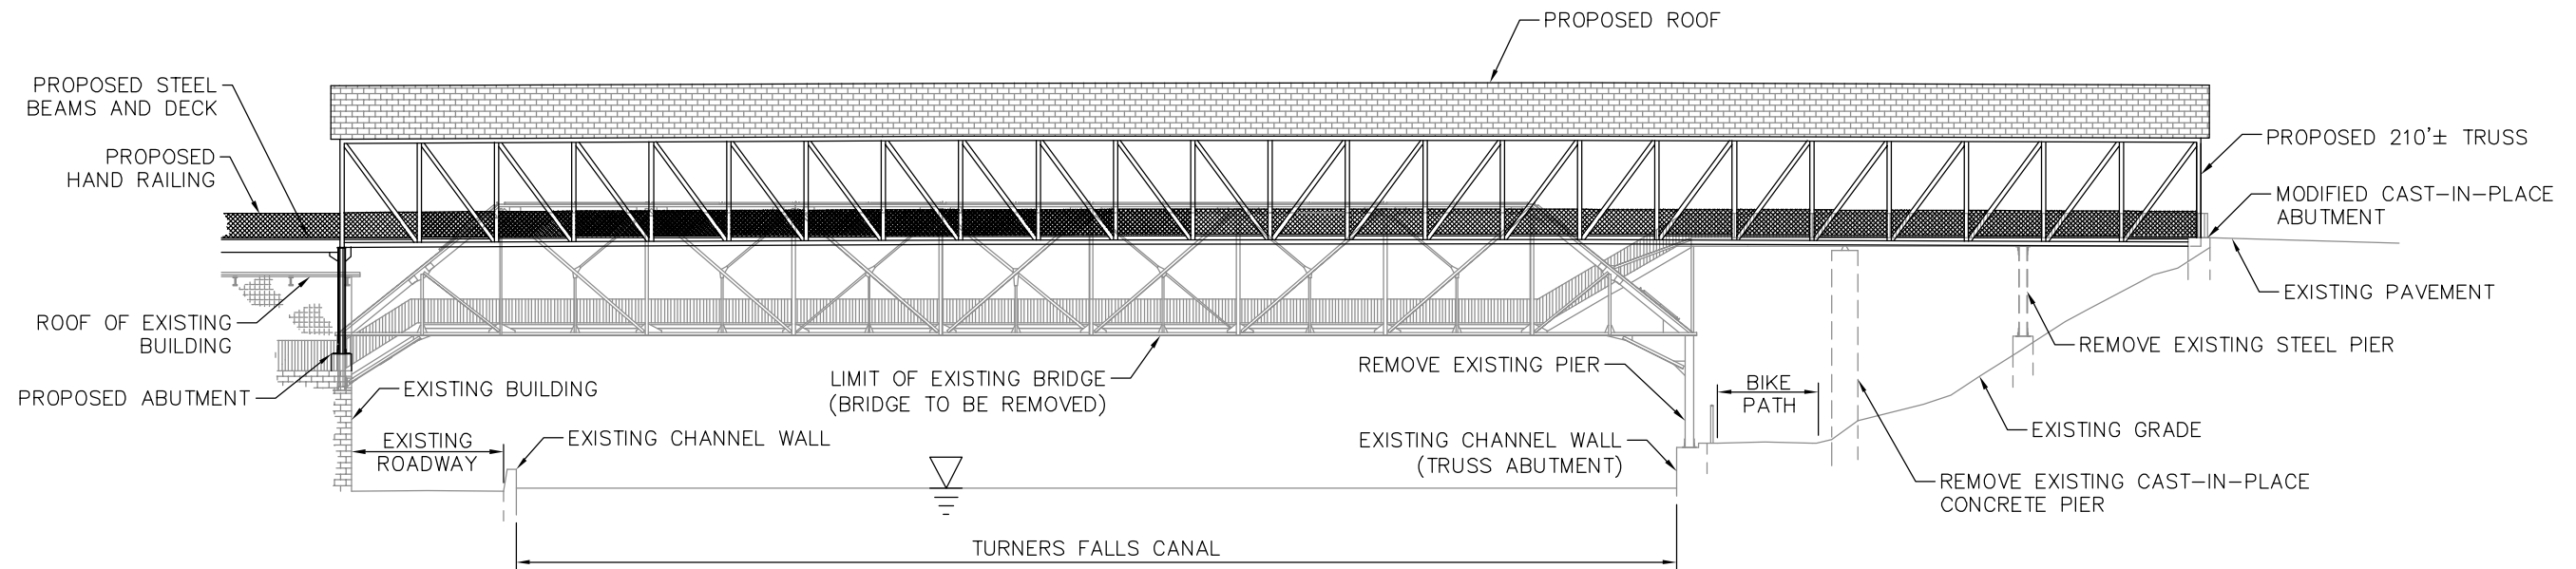 PROPOSED ROOF
PROPOSED STEEL
BEAMS AND DECK
PROPOSED
HAND RAILING
PROPOSED 210'± TRUSS
MODIFIED CAST-IN-PLACE
ABUTMENT
EXISTING PAVEMENT
ROOF OF EXISTING
BUILDING
PROPOSED ABUTMENT
EXISTING BUILDING
LIMIT OF EXISTING BRIDGE
(BRIDGE TO BE REMOVED)
REMOVE EXISTING PIER
BIKE
PATH
REMOVE EXISTING STEEL PIER
EXISTING
ROADWAY
EXISTING CHANNEL WALL
EXISTING CHANNEL WALL
(TRUSS ABUTMENT)
EXISTING GRADE
REMOVE EXISTING CAST-IN-PLACE
CONCRETE PIER
TURNERS FALLS CANAL